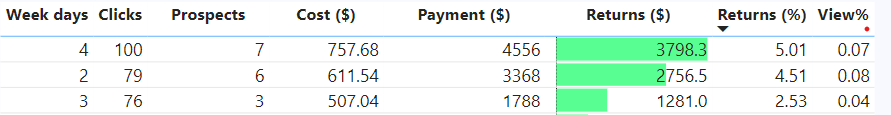 Week days Clicks Prospects Cost ($) Payment ($) Returns ($) Returns (%) View%
4 100 7 757.68 4556 3798.3 5.01 0.07
2 79 6 611.54 3368 2756.5 4.51 0.08
3 76 3 507.04 1788 1281.0 2.53 0.04